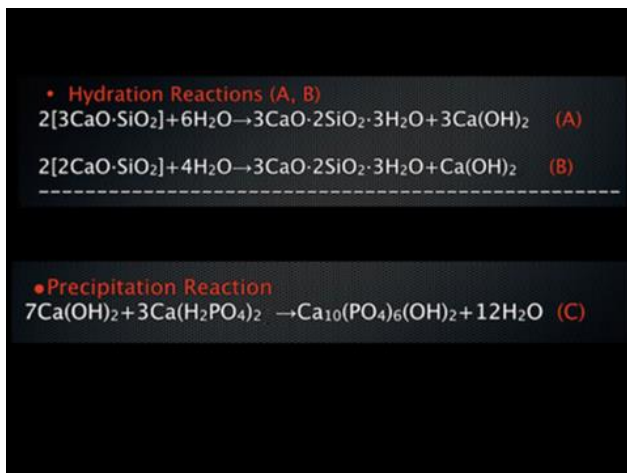 • Hydration Reactions (A, B)
2[3CaO·SiO₂]+6H₂O→3CaO·2SiO₂·3H₂O+3Ca(OH)₂ (A)
2[2CaO·SiO₂]+4H₂O→3CaO·2SiO₂·3H₂O+Ca(OH)₂ (B)
•Precipitation Reaction
7Ca(OH)₂+3Ca(H₂PO₄)₂ →Ca₁₀(PO₄)₆(OH)₂+12H₂O (C)